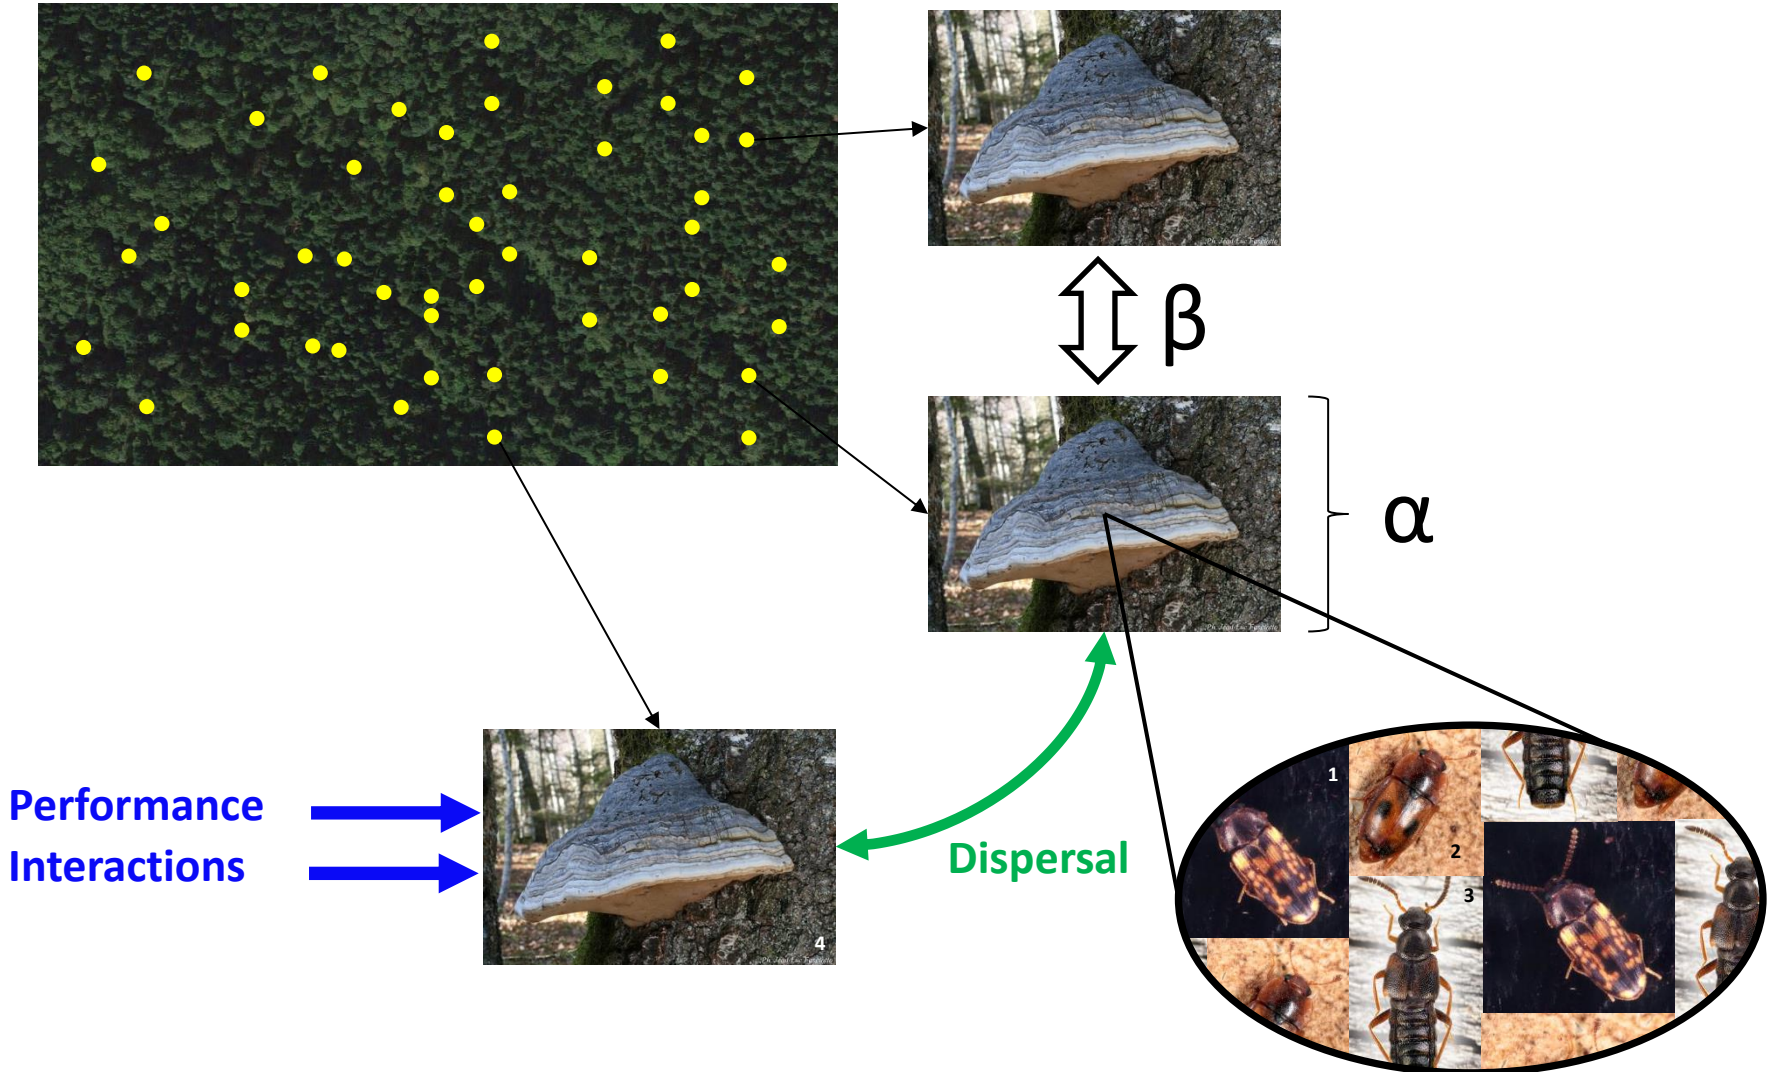 β
α
Performance
Interactions
Dispersal
1
2
3
4